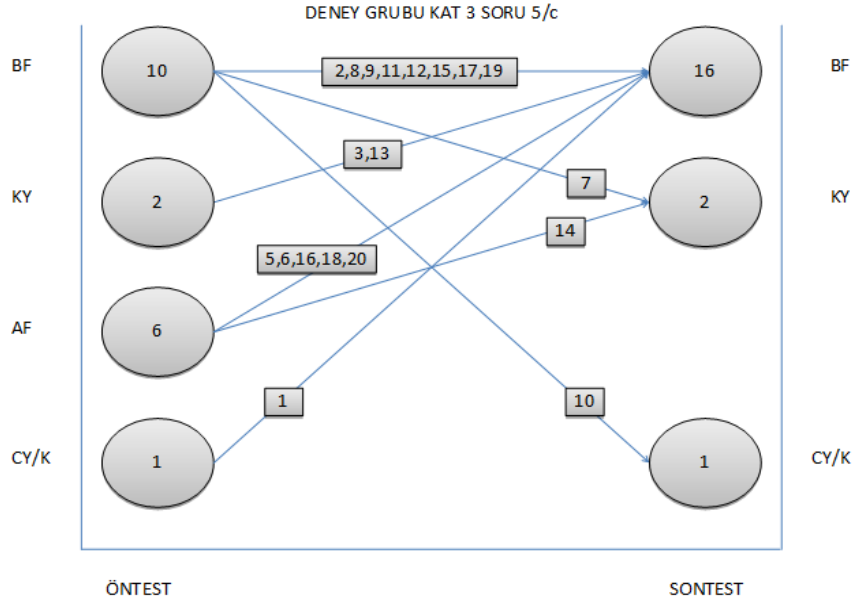 DENEY GRUBU KAT 3 SORU 5/c
BF
10
2,8,9,11,12,15,17,19
16
BF
3,13
KY
2
7
2
KY
14
5,6,16,18,20
AF
6
1
10
CY/K
1
1
CY/K
ÖNTEST
SONTEST